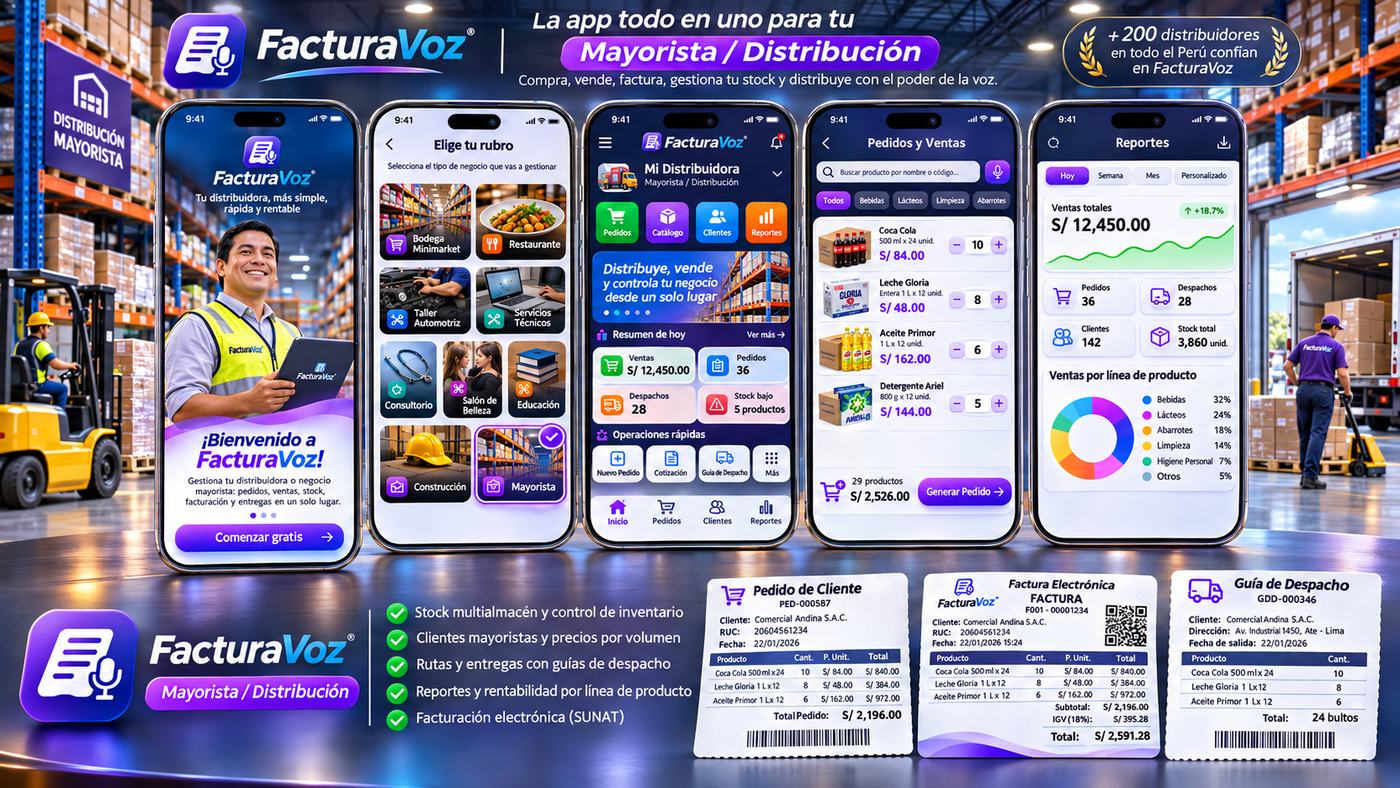 FacturaVoz®
La app todo en uno para tu
Mayorista / Distribución
Compra, vende, factura, gestiona tu stock y distribuye con el poder de la voz.
+200 distribuidores
en todo el Perú confían
en FacturaVoz
DISTRIBUCIÓN
MAYORISTA
9:41
FacturaVoz®
Tu distribuidora, más simple,
rápida y rentable
FacturaVoz
FacturaVoz
¡Bienvenido a
FacturaVoz!
Gestiona tu distribuidora o negocio
mayorista: pedidos, ventas, stock,
facturación y entregas en un solo lugar.
Comenzar gratis →
9:41
Elige tu rubro
Selecciona el tipo de negocio que vas a gestionar
Bodega
Minimarket
Restaurante
Taller
Automotriz
Servicios
Técnicos
Consultorio
Salón de
Belleza
Educación
Construcción
Mayorista
9:41
FacturaVoz®
Mi Distribuidora
Mayorista / Distribución
Pedidos
Catálogo
Clientes
Reportes
Distribuye, vende
y controla tu negocio
desde un solo lugar
Resumen de hoy
Ver más →
Ventas
S/ 12,450.00
Pedidos
36
Despachos
28
Stock bajo
5 productos
Operaciones rápidas
Nuevo Pedido
Cotización
Guía de Despacho
Más
Inicio
Pedidos
Clientes
Reportes
9:41
Pedidos y Ventas
Buscar producto por nombre o código...
Todos
Bebidas
Lácteos
Limpieza
Abarrotes
Coca Cola
500 ml x 24 unid.
S/ 84.00
− 10 +
GLORIA
Leche Gloria
Entera 1 L x 12 unid.
S/ 48.00
− 8 +
Aceite Primor
1 L x 12 unid.
S/ 162.00
− 6 +
Detergente Ariel
800 g x 12 unid.
S/ 144.00
− 5 +
29 productos
S/ 2,526.00
Generar Pedido →
9:41
Reportes
Hoy
Semana
Mes
Personalizado
Ventas totales
↑ +18.7%
S/ 12,450.00
Pedidos
36
Despachos
28
Clientes
142
Stock total
3,860 unid.
Ventas por línea de producto
Bebidas 32%
Lácteos 24%
Abarrotes 18%
Limpieza 14%
Higiene Personal 7%
Otros 5%
FacturaVoz
FacturaVoz®
Mayorista / Distribución
Stock multialmacén y control de inventario
Clientes mayoristas y precios por volumen
Rutas y entregas con guías de despacho
Reportes y rentabilidad por línea de producto
Facturación electrónica (SUNAT)
Pedido de Cliente
PED-000587
Cliente: Comercial Andina S.A.C.
RUC: 20604561234
Fecha: 22/01/2026
Producto Cant. P. Unit. Total
Coca Cola 500 ml x 24 10 S/ 84.00 S/ 840.00
Leche Gloria 1 L x 12 8 S/ 48.00 S/ 384.00
Aceite Primor 1 L x 12 6 S/ 162.00 S/ 972.00
Total Pedido: S/ 2,196.00
FacturaVoz®
Factura Electrónica
FACTURA
F001 - 00001234
Cliente: Comercial Andina S.A.C.
RUC: 20604561234
Fecha: 22/01/2026 15:24
Producto Cant. P. Unit. Total
Coca Cola 500 ml x 24 10 S/ 84.00 S/ 840.00
Leche Gloria 1 L x 12 8 S/ 48.00 S/ 384.00
Aceite Primor 1 L x 12 6 S/ 162.00 S/ 972.00
Subtotal: S/ 2,196.00
IGV (18%): S/ 395.28
Total: S/ 2,591.28
Guía de Despacho
GDD-000346
Cliente: Comercial Andina S.A.C.
Dirección: Av. Industrial 1450, Ate - Lima
Fecha de salida: 22/01/2026
Producto Cant.
Coca Cola 500 ml x 24 10
Leche Gloria 1 L x 12 8
Aceite Primor 1 L x 12 6
Total: 24 bultos